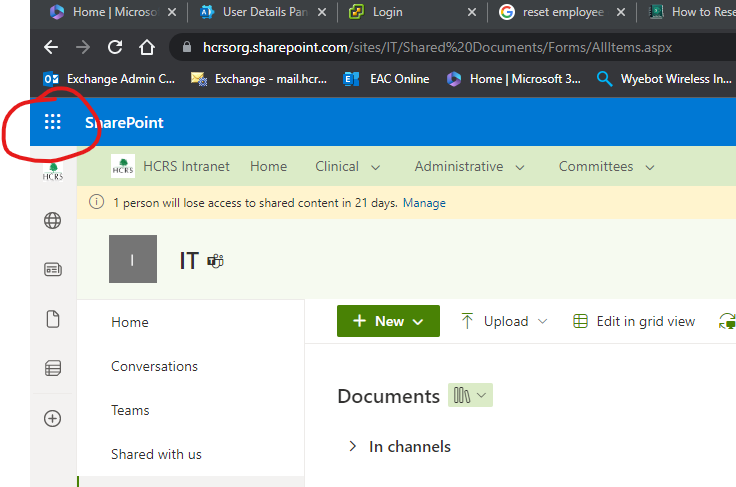 Home | Microsof
User Details Pan
Login
reset employee
How to Rese
hcrsorg.sharepoint.com/sites/IT/Shared%20Documents/Forms/AllItems.aspx
Exchange Admin C...
Exchange - mail.hcr...
EAC Online
Home | Microsoft 3...
Wyebot Wireless In...
SharePoint
HCRS
HCRS
HCRS Intranet
Home
Clinical
Administrative
Committees
1 person will lose access to shared content in 21 days. Manage
I
IT
Home
Conversations
Teams
Shared with us
New
Upload
Edit in grid view
Documents
In channels